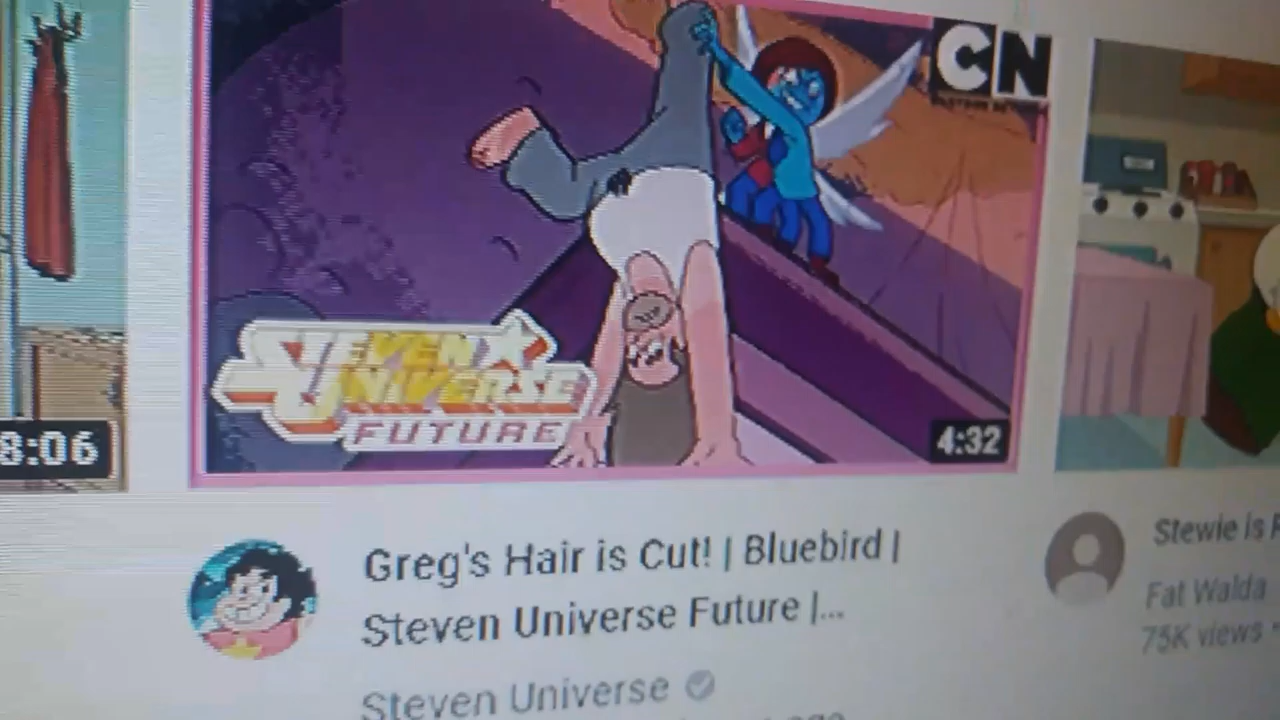 CN
STEVEN
UNIVERSE
FUTURE
8:06
4:32
Greg's Hair is Cut! | Bluebird |
Steven Universe Future |...
Steven Universe
Stewie is
Fat Walda
75K views